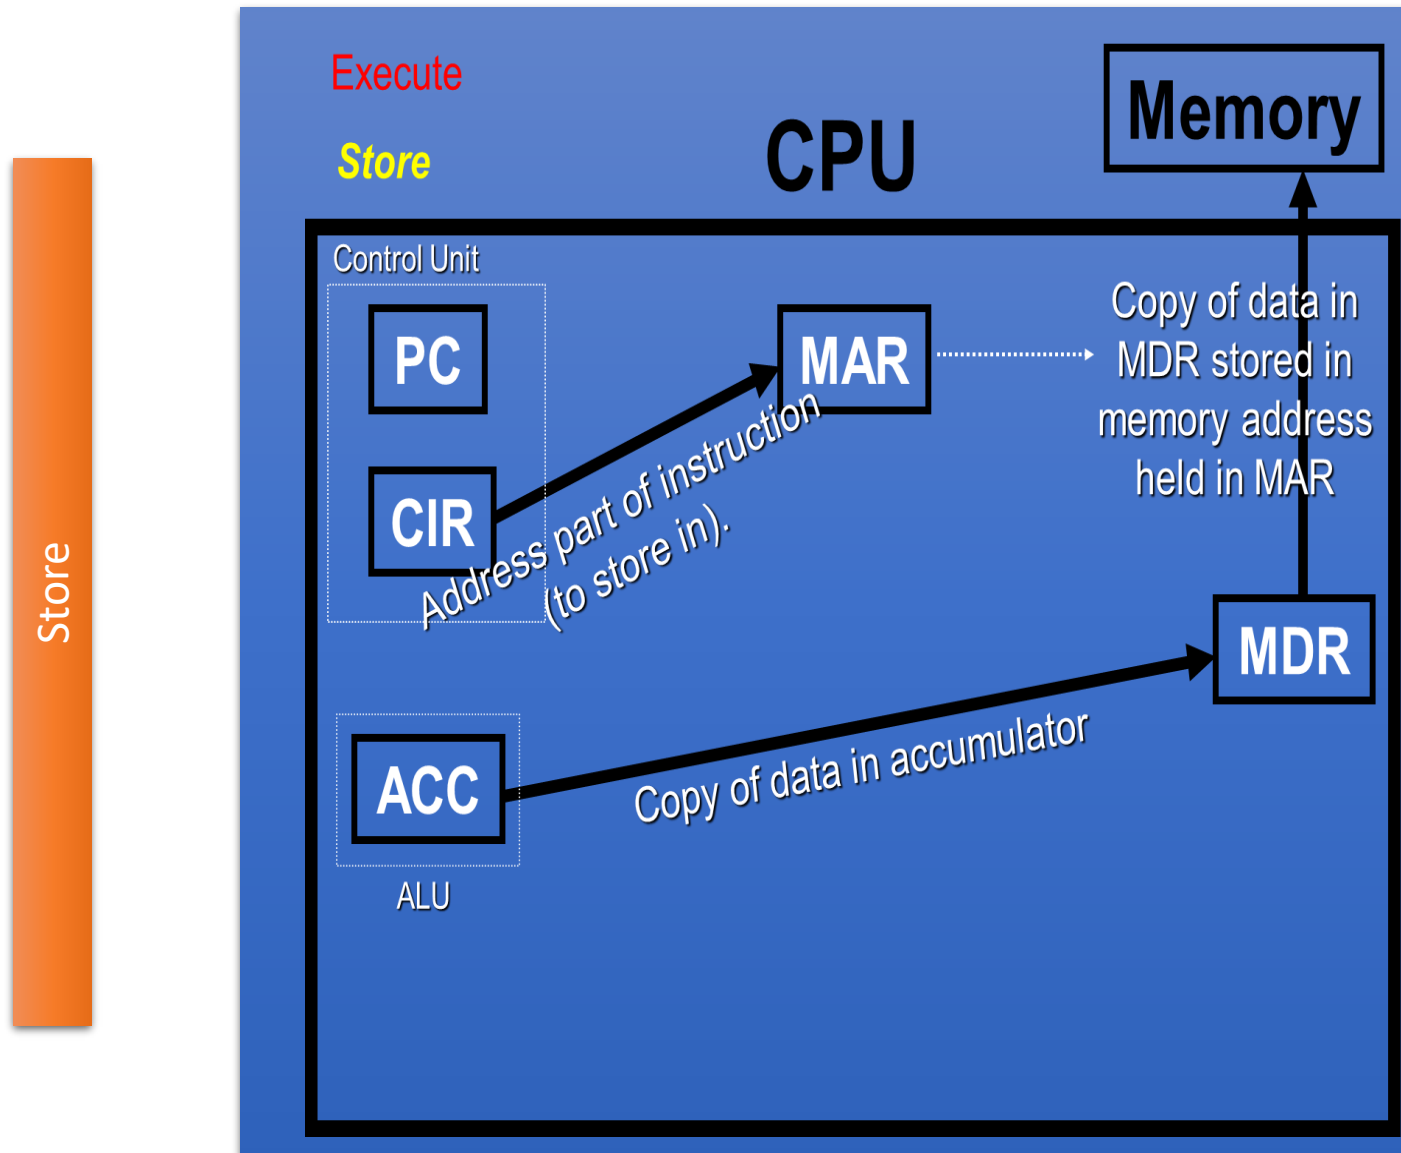 Store
Execute
Store
CPU
Memory
Control Unit
PC
CIR
MAR
Address part of instruction
(to store in).
Copy of data in
MDR stored in
memory address
held in MAR
MDR
ACC
Copy of data in accumulator
ALU